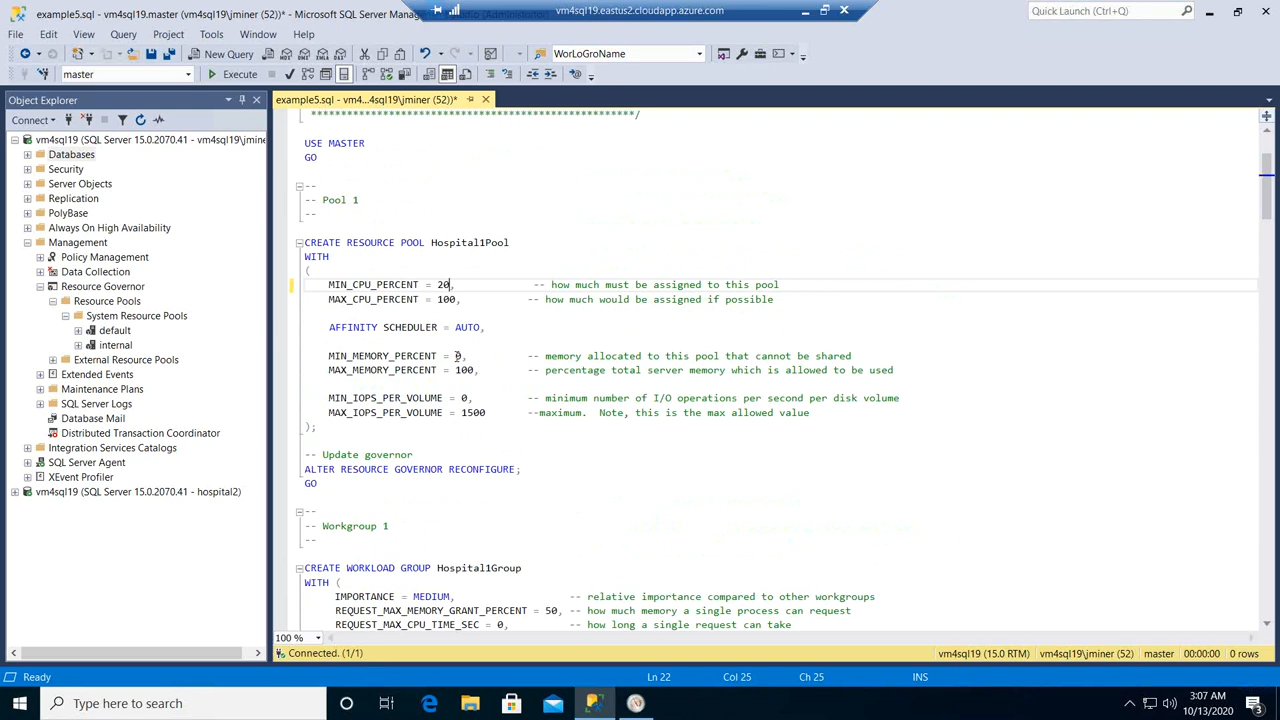 example5.sql - vm4sql19.master (vm4sql19\jminer (52))* - Microsoft SQL Server Management Studio (Administrator)
vm4sql19.eastus2.cloudapp.azure.com
Quick Launch (Ctrl+Q)
File Edit View Query Project Tools Window Help
New Query
WorLoGroName
master
Execute
Object Explorer
example5.sql - vm4...4sql19\jminer (52))*
Connect
vm4sql19 (SQL Server 15.0.2070.41 - vm4sql19\jmine
Databases
Security
Server Objects
Replication
PolyBase
Always On High Availability
Management
Policy Management
Data Collection
Resource Governor
Resource Pools
System Resource Pools
default
internal
External Resource Pools
Extended Events
Maintenance Plans
SQL Server Logs
Database Mail
Distributed Transaction Coordinator
Integration Services Catalogs
SQL Server Agent
XEvent Profiler
vm4sql19 (SQL Server 15.0.2070.41 - hospital2)
*******************************************************/
USE MASTER
GO
--
-- Pool 1
--
CREATE RESOURCE POOL Hospital1Pool
WITH
(
MIN_CPU_PERCENT = 20, -- how much must be assigned to this pool
MAX_CPU_PERCENT = 100, -- how much would be assigned if possible
AFFINITY SCHEDULER = AUTO,
MIN_MEMORY_PERCENT = 0, -- memory allocated to this pool that cannot be shared
MAX_MEMORY_PERCENT = 100, -- percentage total server memory which is allowed to be used
MIN_IOPS_PER_VOLUME = 0, -- minimum number of I/O operations per second per disk volume
MAX_IOPS_PER_VOLUME = 1500 --maximum. Note, this is the max allowed value
);
-- Update governor
ALTER RESOURCE GOVERNOR RECONFIGURE;
GO
--
-- Workgroup 1
--
CREATE WORKLOAD GROUP Hospital1Group
WITH (
IMPORTANCE = MEDIUM, -- relative importance compared to other workgroups
REQUEST_MAX_MEMORY_GRANT_PERCENT = 50, -- how much memory a single process can request
REQUEST_MAX_CPU_TIME_SEC = 0, -- how long a single request can take
100 %
Connected. (1/1)
vm4sql19 (15.0 RTM) vm4sql19\jminer (52) master 00:00:00 0 rows
Ready
Ln 22 Col 25 Ch 25 INS
Type here to search
3:07 AM
10/13/2020
3